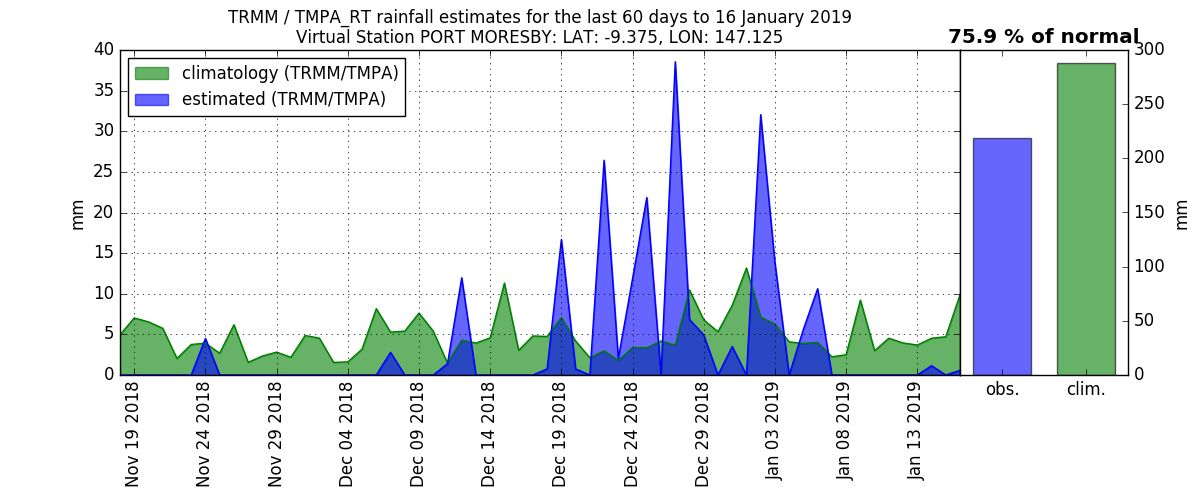 TRMM / TMPA_RT rainfall estimates for the last 60 days to 16 January 2019
Virtual Station PORT MORESBY: LAT: -9.375, LON: 147.125
75.9 % of normal
climatology (TRMM/TMPA)
estimated (TRMM/TMPA)
mm
40
35
30
25
20
15
10
5
0
Nov 19 2018
Nov 24 2018
Nov 29 2018
Dec 04 2018
Dec 09 2018
Dec 14 2018
Dec 19 2018
Dec 24 2018
Dec 29 2018
Jan 03 2019
Jan 08 2019
Jan 13 2019
obs.
clim.
300
250
200
150
100
50
0
mm